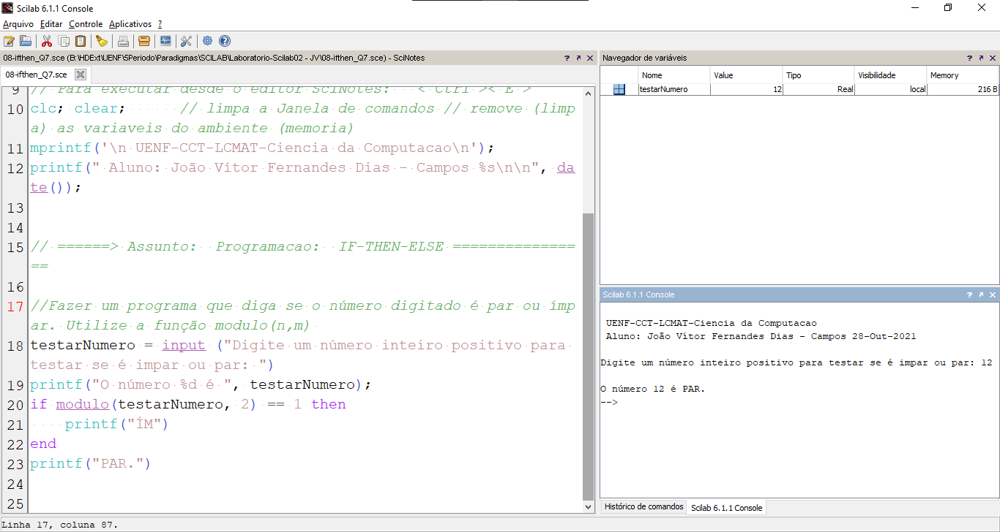 Scilab 6.1.1 Console
Arquivo Editar Controle Aplicativos ?
08-ifthen_Q7.sce (B:\HDExt\UENF\5Periodo\Paradigmas\SCILAB\Laboratorio-Scilab02 - JV\08-ifthen_Q7.sce) - SciNotes
08-ifthen_Q7.sce
9 // Para executar desde o editor SciNotes: < Ctrl >< E >
10 clc; clear; // limpa a Janela de comandos // remove (limp
a) as variaveis do ambiente (memoria)
11 mprintf('\n UENF-CCT-LCMAT-Ciencia da Computacao\n');
12 printf(" Aluno: João Vítor Fernandes Dias - Campos %s\n\n", da
te());
13
14
15 // ======> Assunto: Programacao: IF-THEN-ELSE ==============
==
16
17 //Fazer um programa que diga se o número digitado é par ou ímp
ar. Utilize a função modulo(n,m)
18 testarNumero = input ("Digite um número inteiro positivo para
testar se é impar ou par: ")
19 printf("O número %d é ", testarNumero);
20 if modulo(testarNumero, 2) == 1 then
21 printf("ÍM")
22 end
23 printf("PAR.")
24
25
Linha 17, coluna 87.
Navegador de variáveis
Nome Value Tipo Visibilidade Memory
testarNumero 12 Real local 216 B
Scilab 6.1.1 Console
UENF-CCT-LCMAT-Ciencia da Computacao
Aluno: João Vítor Fernandes Dias - Campos 28-Out-2021
Digite um número inteiro positivo para testar se é impar ou par: 12
O número 12 é PAR.
-->
Histórico de comandos Scilab 6.1.1 Console